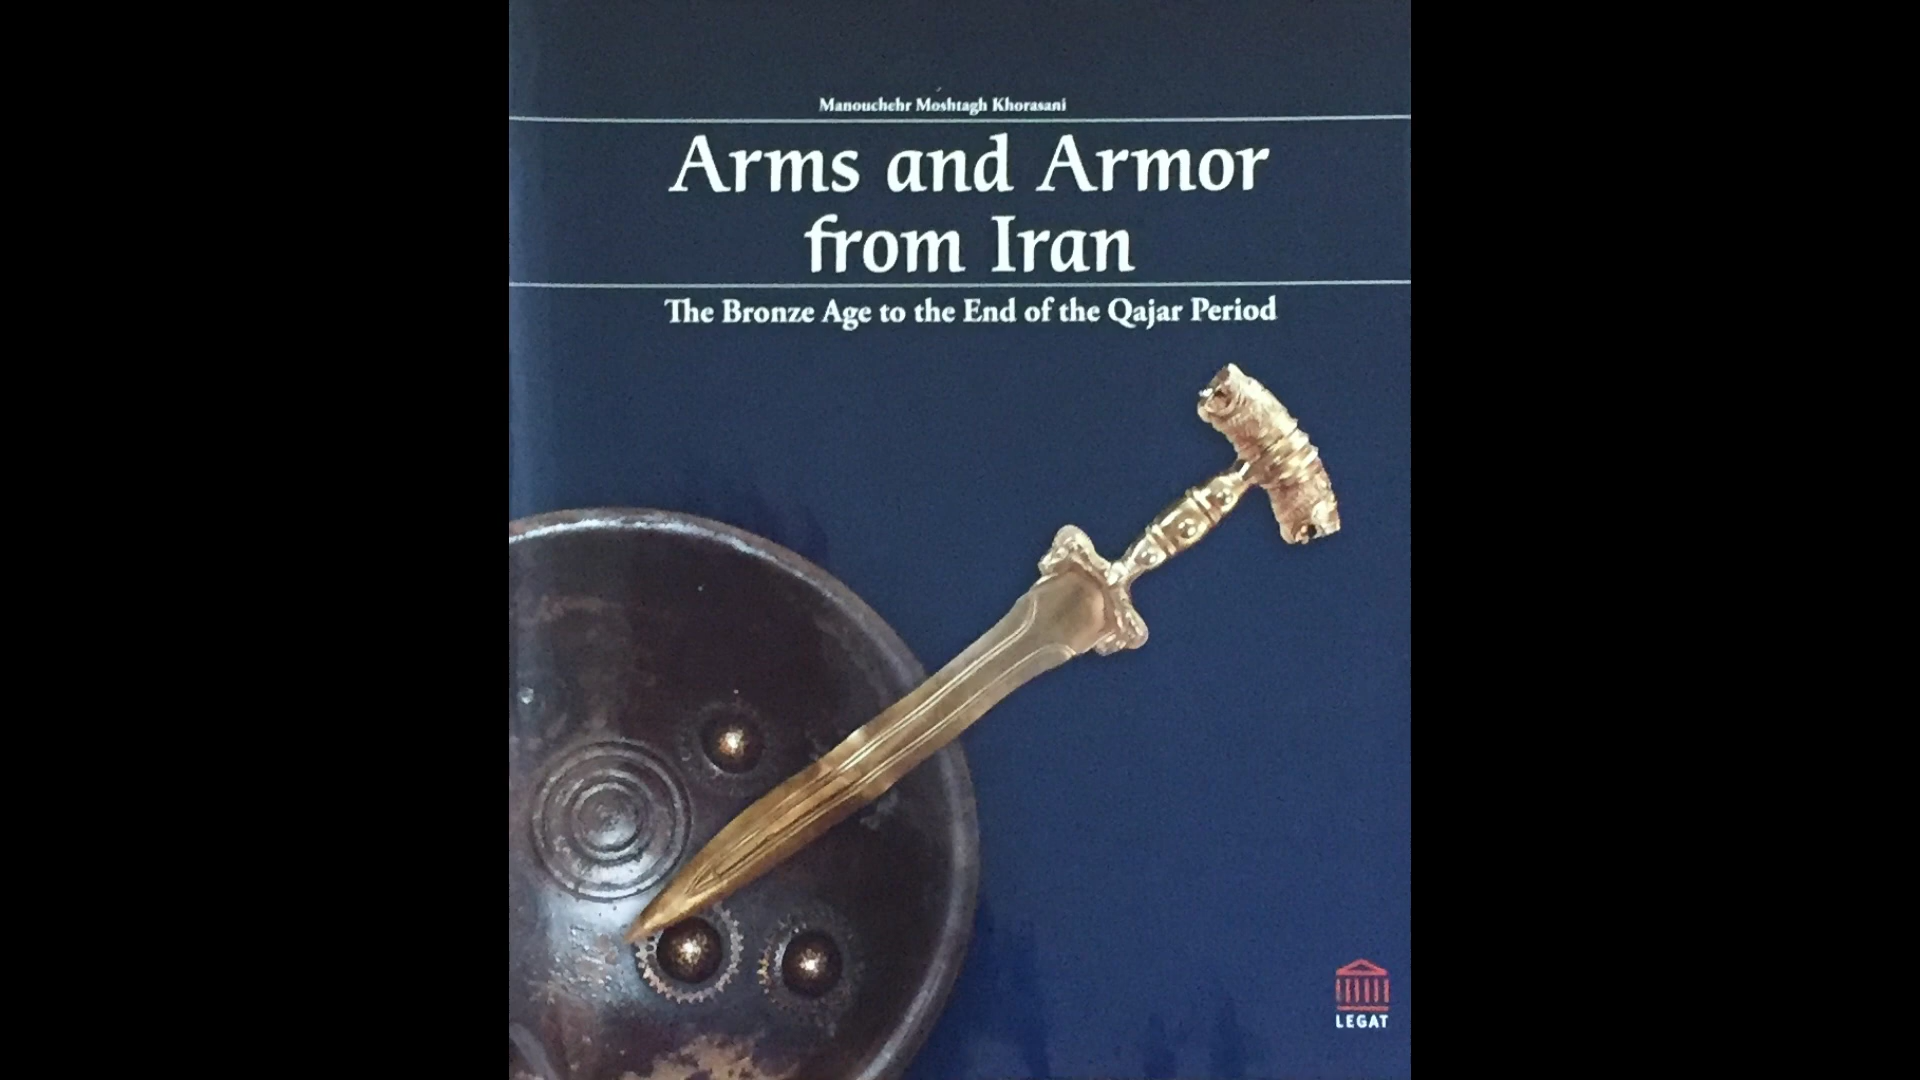 Manouchehr Moshtagh Khorasani
Arms and Armor
from Iran
The Bronze Age to the End of the Qajar Period
LEGAT